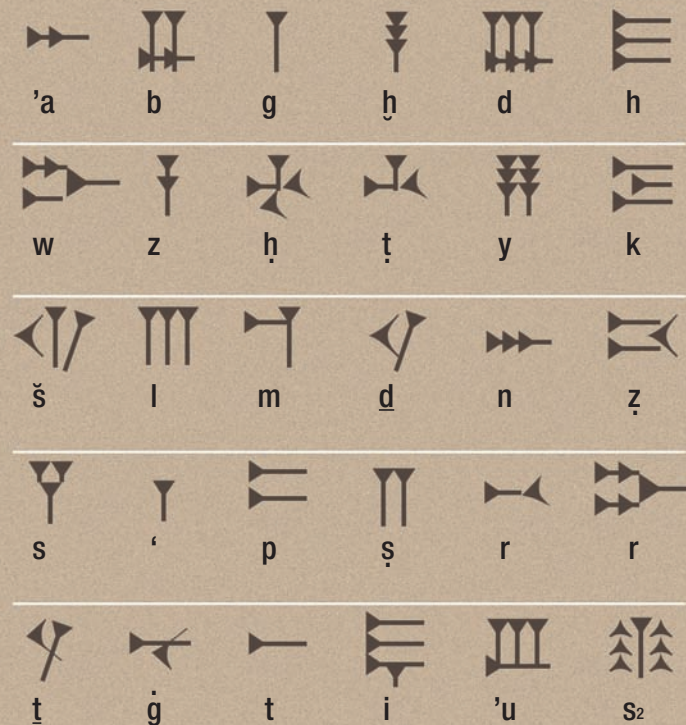 𐎀 𐎁 𐎂 𐎃 𐎄 𐎅
’a b g ḫ d h
𐎆 𐎇 𐎈 𐎉 𐎊 𐎋
w z ḥ ṭ y k
𐎌 𐎍 𐎎 𐎏 𐎐 𐎑
š l m ḏ n ẓ
𐎒 𐎓 𐎔 𐎕 𐎖 𐎗
s ‘ p ṣ r r
𐎘 𐎙 𐎚 𐎛 𐎜 𐎝
ṯ ġ t i ’u s₂